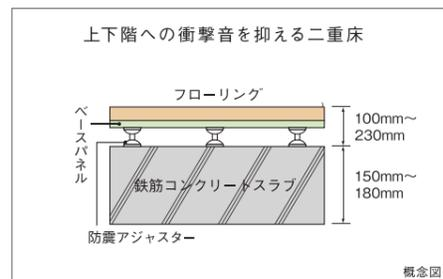 上下階への衝撃音を抑える二重床
フローリング
ベースパネル
100mm～
230mm
鉄筋コンクリートスラブ
150mm～
180mm
防震アジャスター
概念図